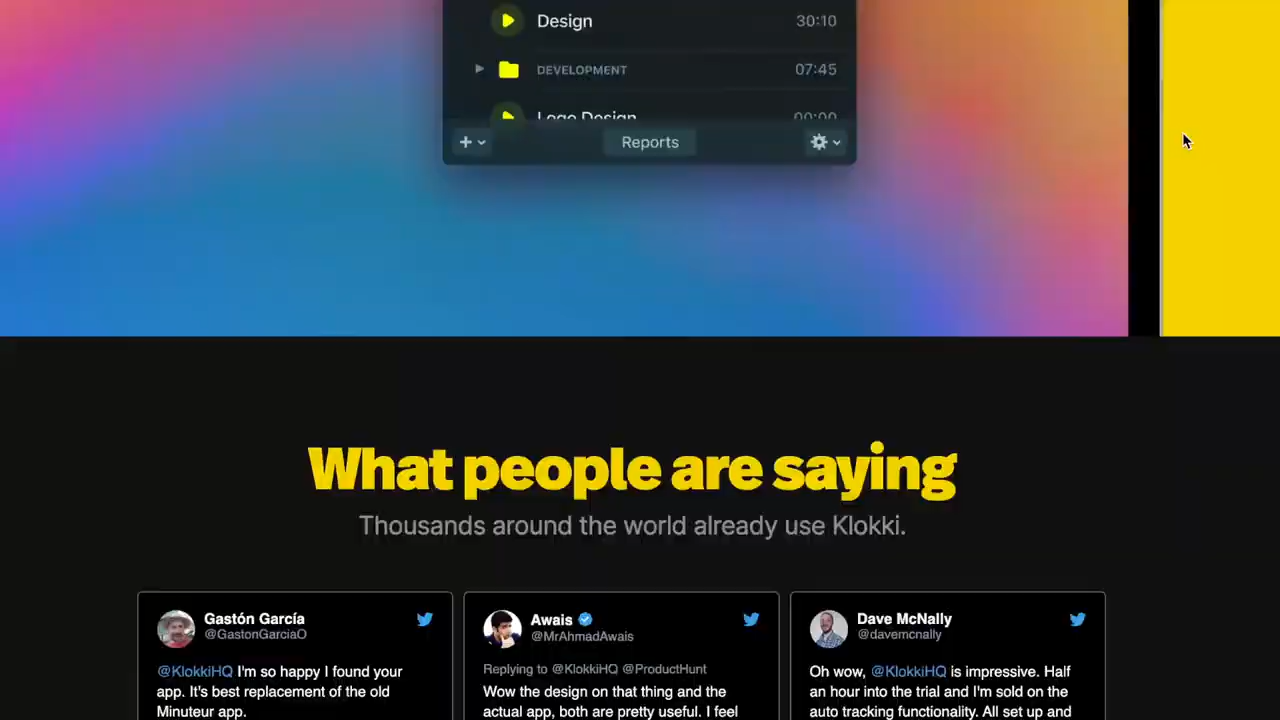 Design 30:10
DEVELOPMENT 07:45
Logo Design 00:00
Reports
What people are saying
Thousands around the world already use Klokki.
Gastón García
@GastonGarciaO
@KlokkiHQ I'm so happy I found your
app. It's best replacement of the old
Minuteur app.
Awais
@MrAhmadAwais
Replying to @KlokkiHQ @ProductHunt
Wow the design on that thing and the
actual app, both are pretty useful. I feel
Dave McNally
@davemcnally
Oh wow, @KlokkiHQ is impressive. Half
an hour into the trial and I'm sold on the
auto tracking functionality. All set up and